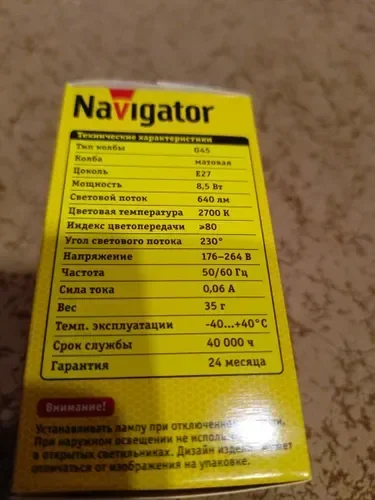 Navigator
Технические характеристики
Тип колбы G45
Колба матовая
Цоколь E27
Мощность 8,5 Вт
Световой поток 640 лм
Цветовая температура 2700 К
Индекс цветопередачи ≥80
Угол светового потока 230°
Напряжение 176–264 В
Частота 50/60 Гц
Сила тока 0,06 А
Вес 35 г
Темп. эксплуатации -40...+40°C
Срок службы 40 000 ч
Гарантия 24 месяца
Внимание!
Устанавливать лампу при отключенной
При наружном освещении не
в открытых светильниках. Дизайн
отличаться от изображения на упаковке.